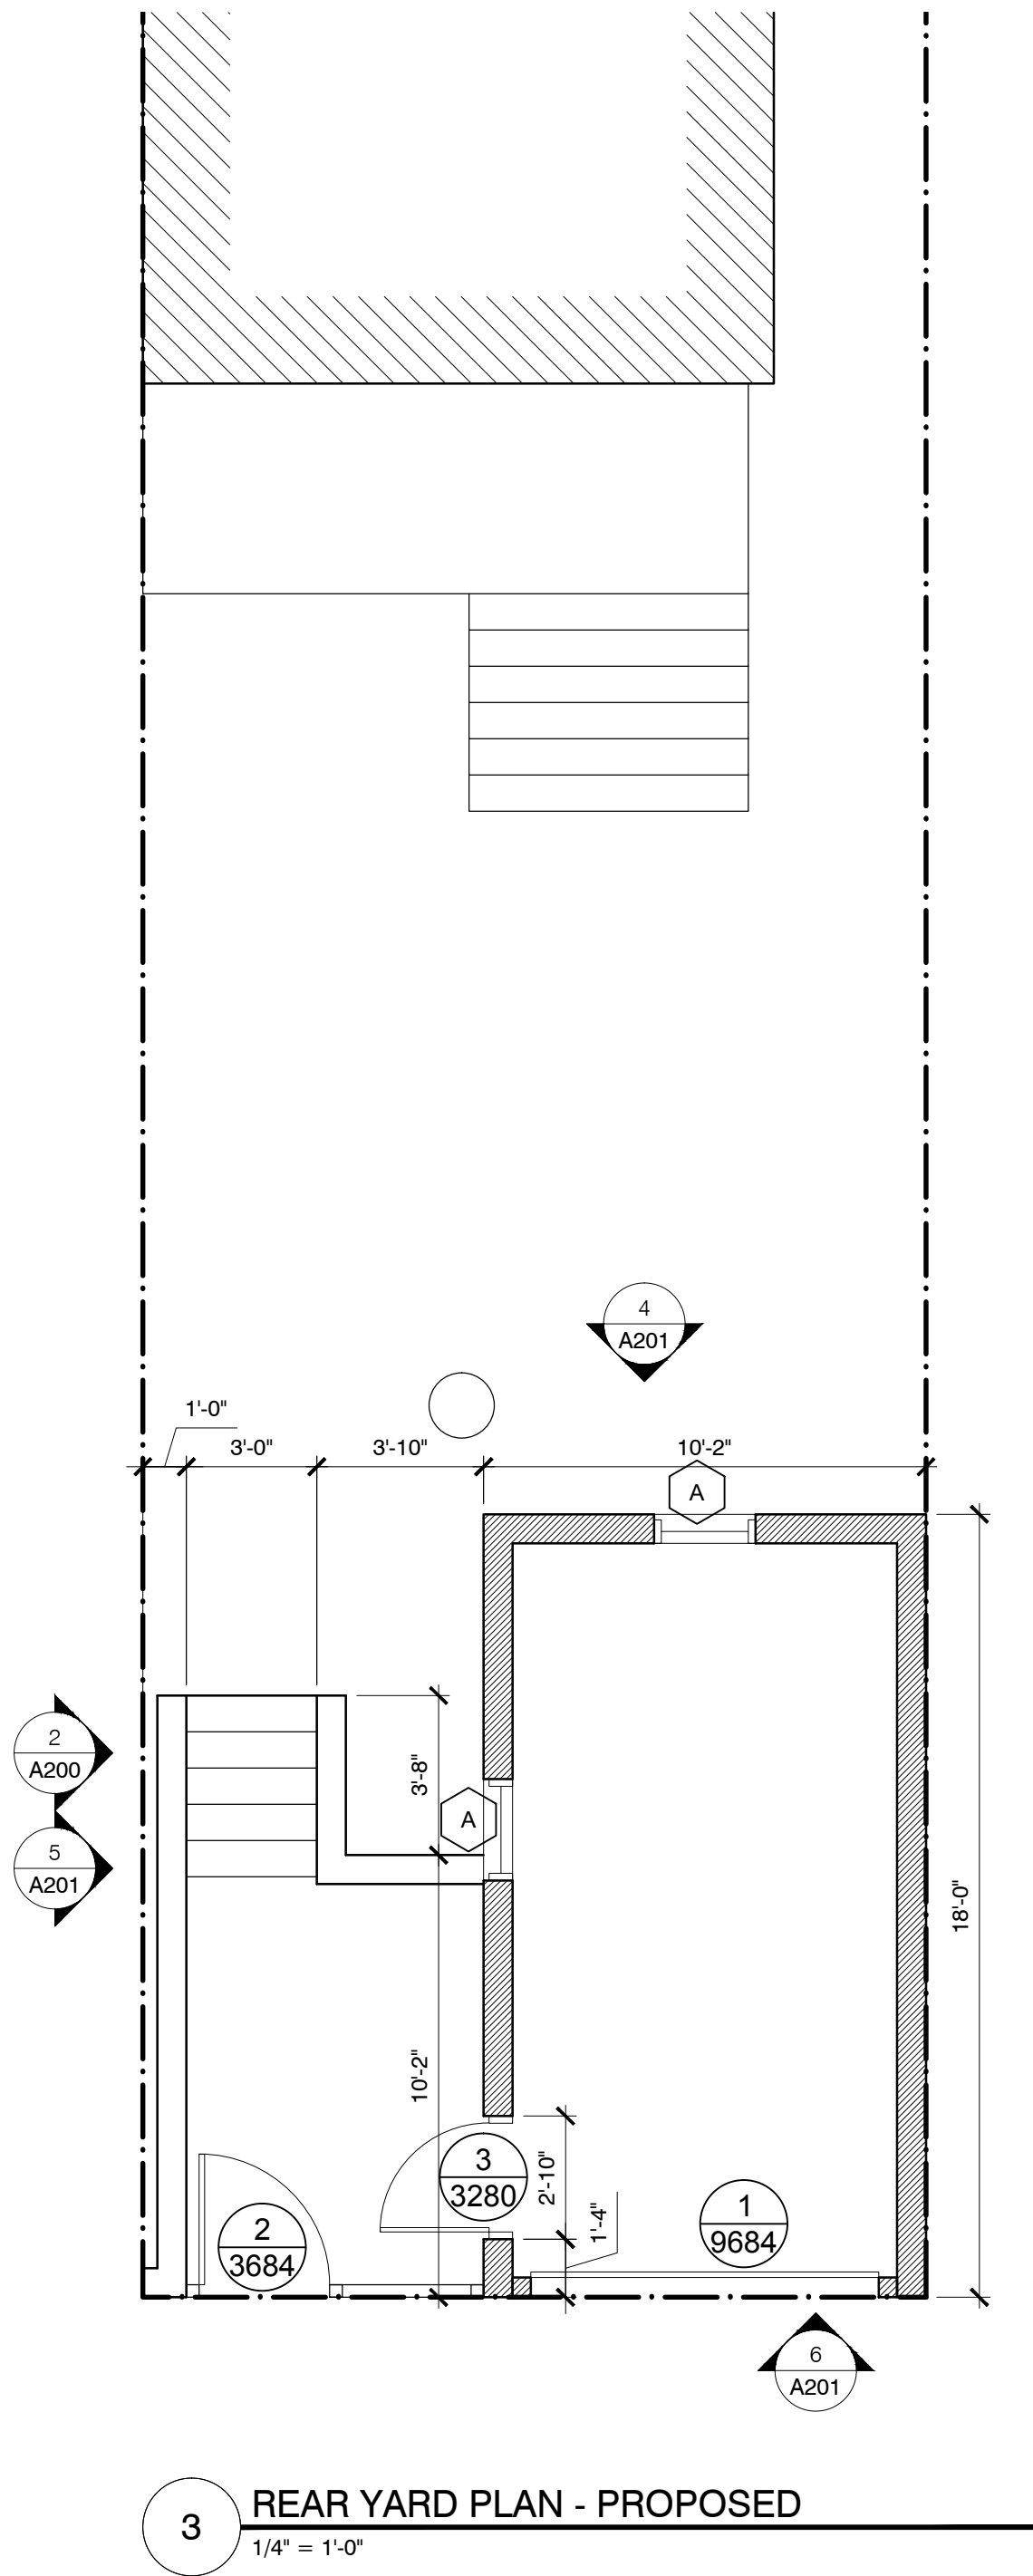 4
A201
1'-0"
3'-0"
3'-10"
10'-2"
A
2
A200
3'-8"
A
5
A201
18'-0"
10'-2"
3
3280
2'-10"
1'-4"
1
9684
2
3684
6
A201
3
REAR YARD PLAN - PROPOSED
1/4" = 1'-0"